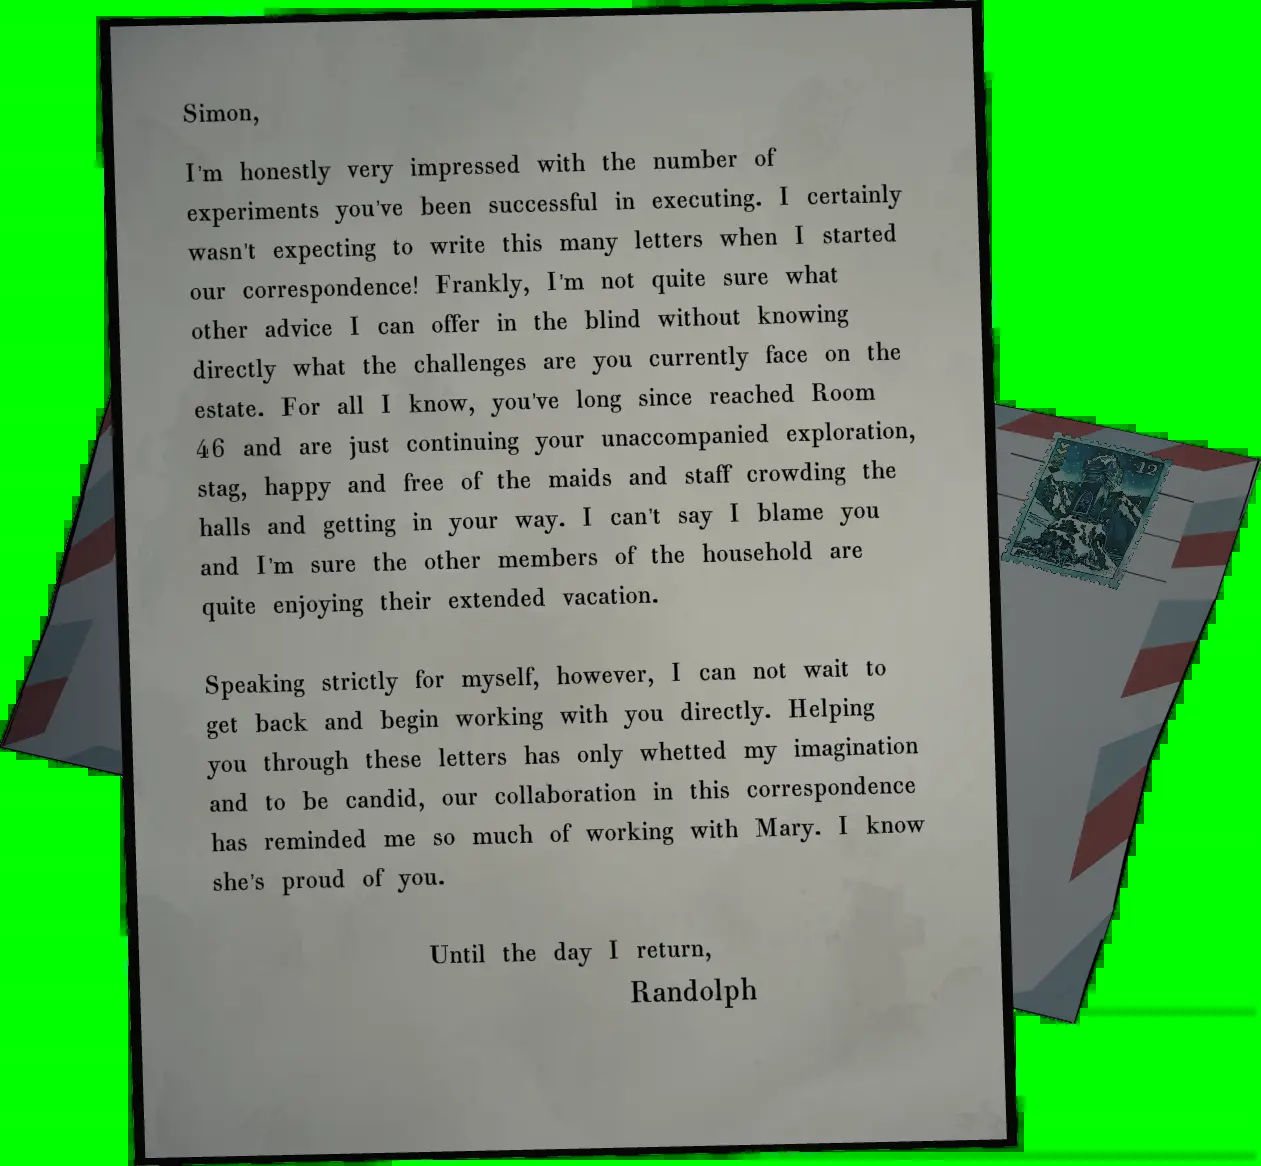 Simon,
I'm honestly very impressed with the number of
experiments you've been successful in executing. I certainly
wasn't expecting to write this many letters when I started
our correspondence! Frankly, I'm not quite sure what
other advice I can offer in the blind without knowing
directly what the challenges are you currently face on the
estate. For all I know, you've long since reached Room
46 and are just continuing your unaccompanied exploration,
stag, happy and free of the maids and staff crowding the
halls and getting in your way. I can't say I blame you
and I'm sure the other members of the household are
quite enjoying their extended vacation.
Speaking strictly for myself, however, I can not wait to
get back and begin working with you directly. Helping
you through these letters has only whetted my imagination
and to be candid, our collaboration in this correspondence
has reminded me so much of working with Mary. I know
she's proud of you.
Until the day I return,
Randolph
12